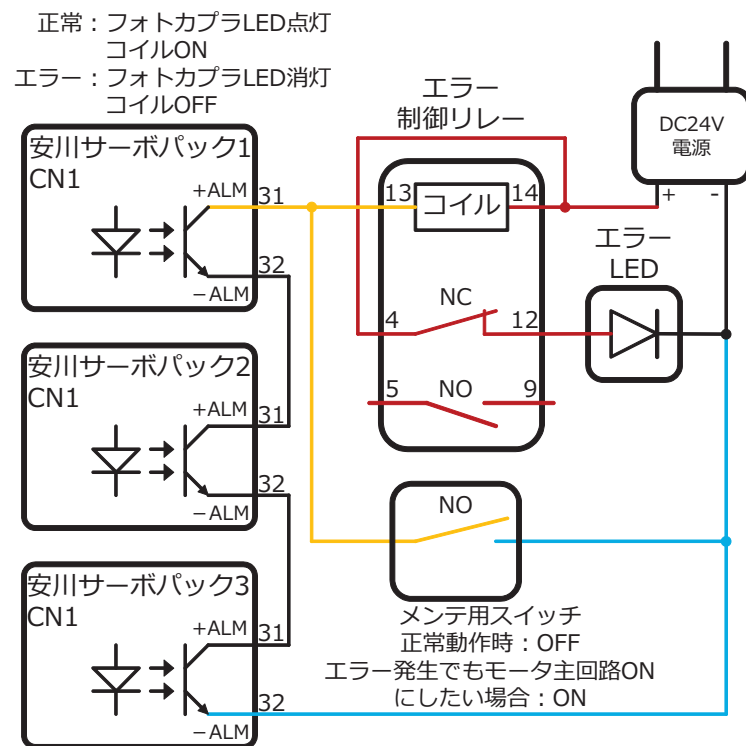 正常：フォトカプラLED点灯
コイルON
エラー：フォトカプラLED消灯
コイルOFF
エラー
制御リレー
DC24V
電源
+ -
安川サーボパック1
CN1
+ALM 31
32
−ALM
13 コイル 14
エラー
LED
4 NC 12
5 NO 9
安川サーボパック2
CN1
+ALM 31
32
−ALM
NO
安川サーボパック3
CN1
+ALM 31
32
−ALM
メンテ用スイッチ
正常動作時：OFF
エラー発生でもモータ主回路ON
にしたい場合：ON